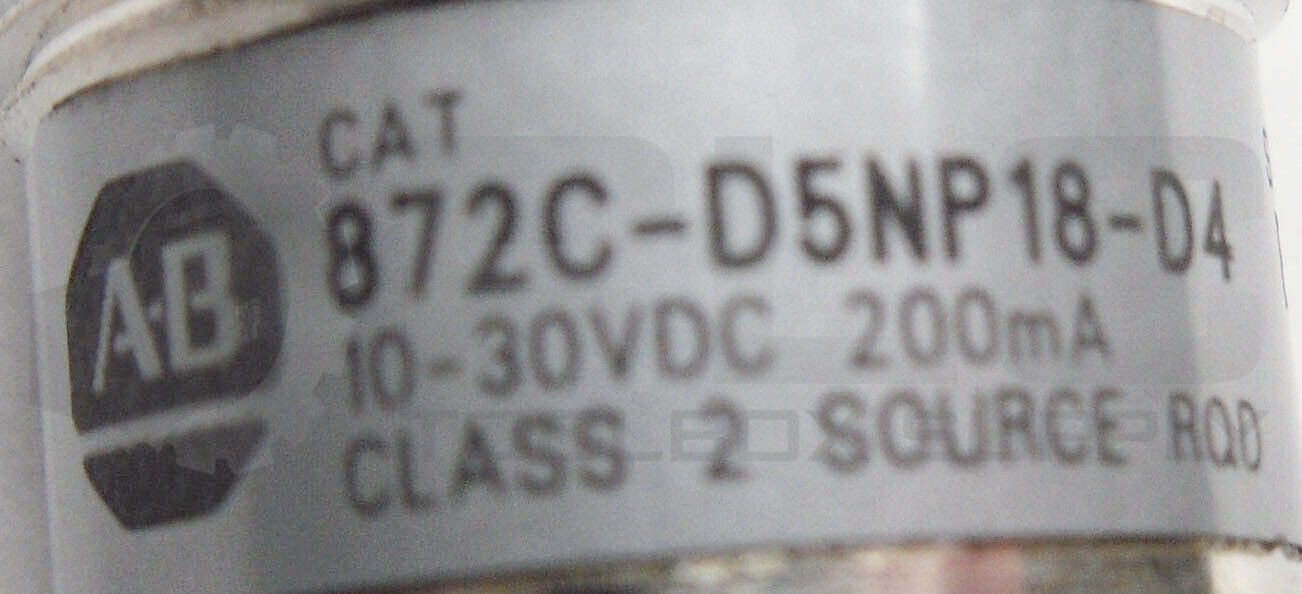 CAT
872C-D5NP18-D4
10-30VDC 200mA
CLASS 2 SOURCE RQD
A-B